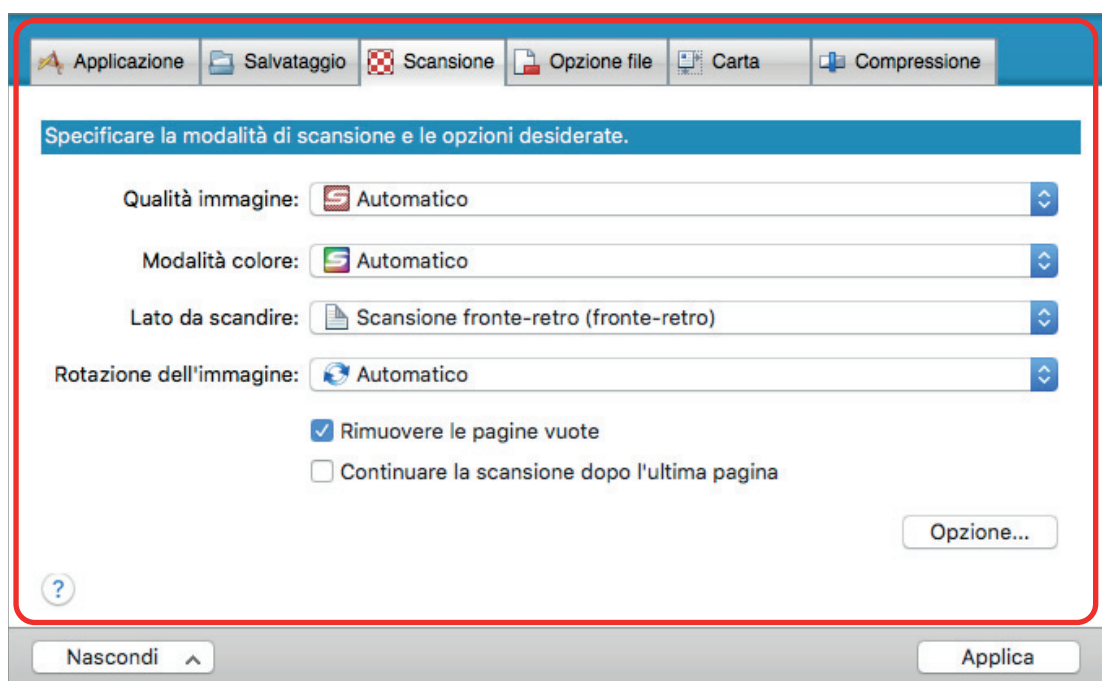 Applicazione Salvataggio Scansione Opzione file Carta Compressione
Specificare la modalità di scansione e le opzioni desiderate.
Qualità immagine: Automatico
Modalità colore: Automatico
Lato da scandire: Scansione fronte-retro (fronte-retro)
Rotazione dell'immagine: Automatico
Rimuovere le pagine vuote
Continuare la scansione dopo l'ultima pagina
Opzione...
?
Nascondi Applica